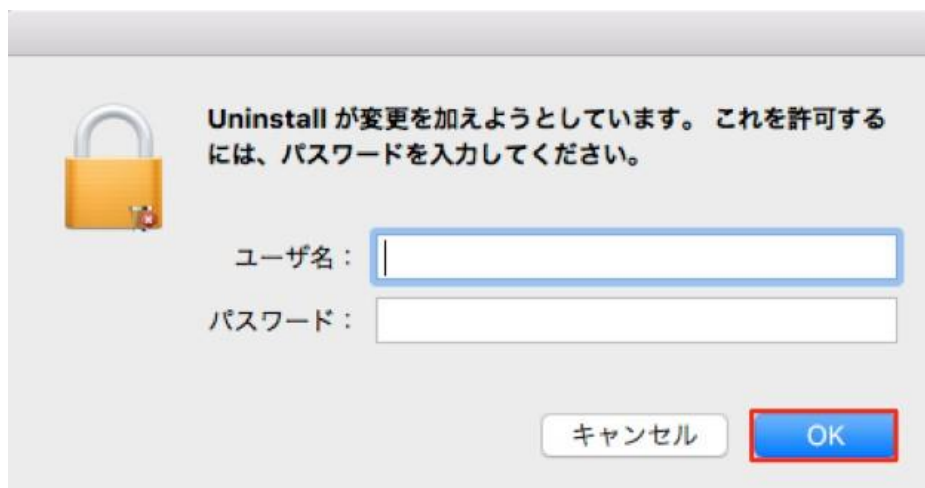 Uninstall が変更を加えようとしています。 これを許可する
には、パスワードを入力してください。
ユーザ名：
パスワード：
キャンセル OK